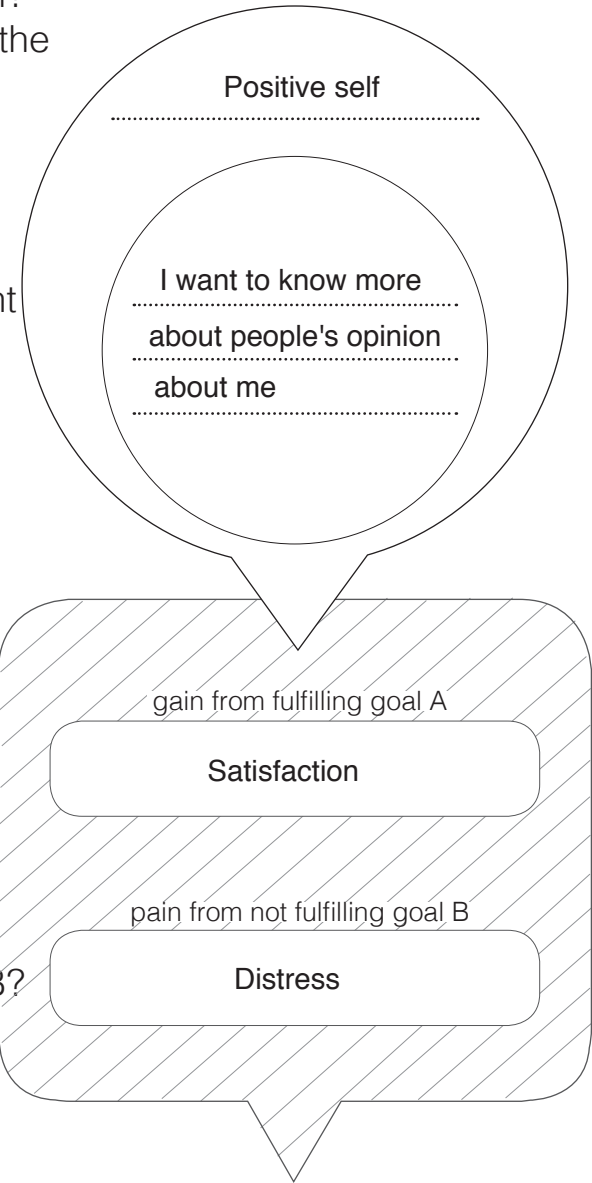 the
Positive self
I want to know more
about people's opinion
about me
gain from fulfilling goal A
Satisfaction
pain from not fulfilling goal B
Distress